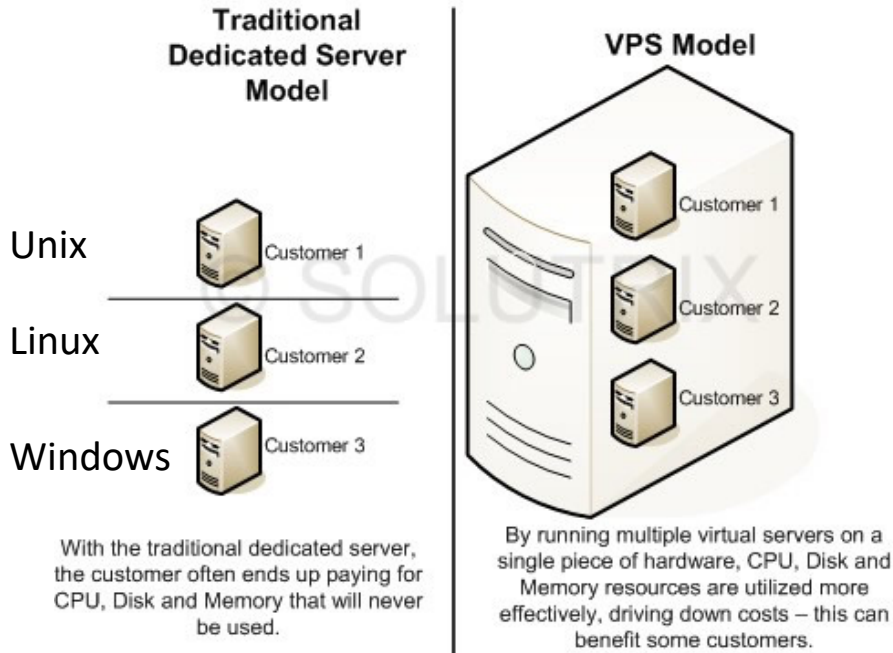 Traditional
Dedicated Server
Model
Unix
Customer 1
Linux
Customer 2
Windows
Customer 3
With the traditional dedicated server,
the customer often ends up paying for
CPU, Disk and Memory that will never
be used.
VPS Model
Customer 1
Customer 2
Customer 3
By running multiple virtual servers on a
single piece of hardware, CPU, Disk and
Memory resources are utilized more
effectively, driving down costs – this can
benefit some customers.
© SOLUTRIX